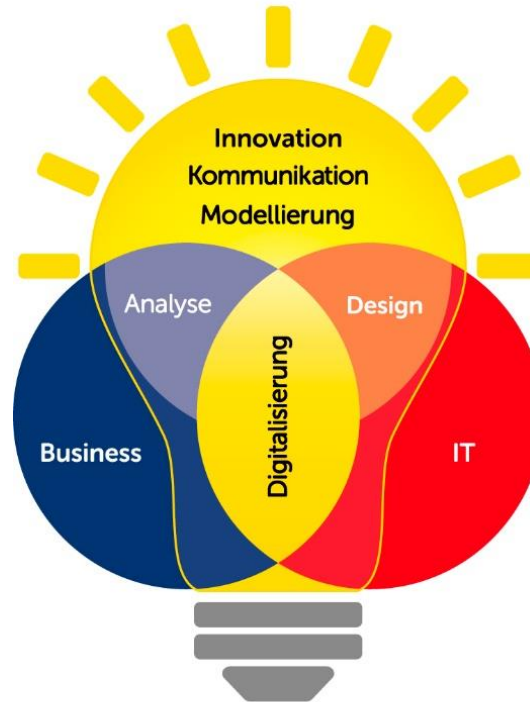 Innovation
Kommunikation
Modellierung
Analyse
Design
Digitalisierung
Business
IT